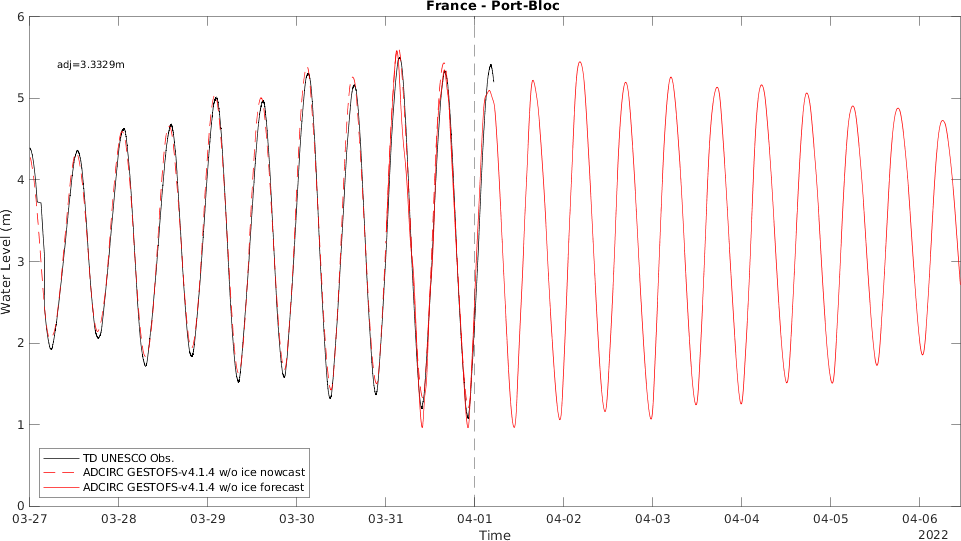 France - Port-Bloc
adj=3.3329m
Water Level (m)
6
5
4
3
2
1
0
TD UNESCO Obs.
ADCIRC GESTOFS-v4.1.4 w/o ice nowcast
ADCIRC GESTOFS-v4.1.4 w/o ice forecast
03-27 03-28 03-29 03-30 03-31 04-01 04-02 04-03 04-04 04-05 04-06
Time
2022